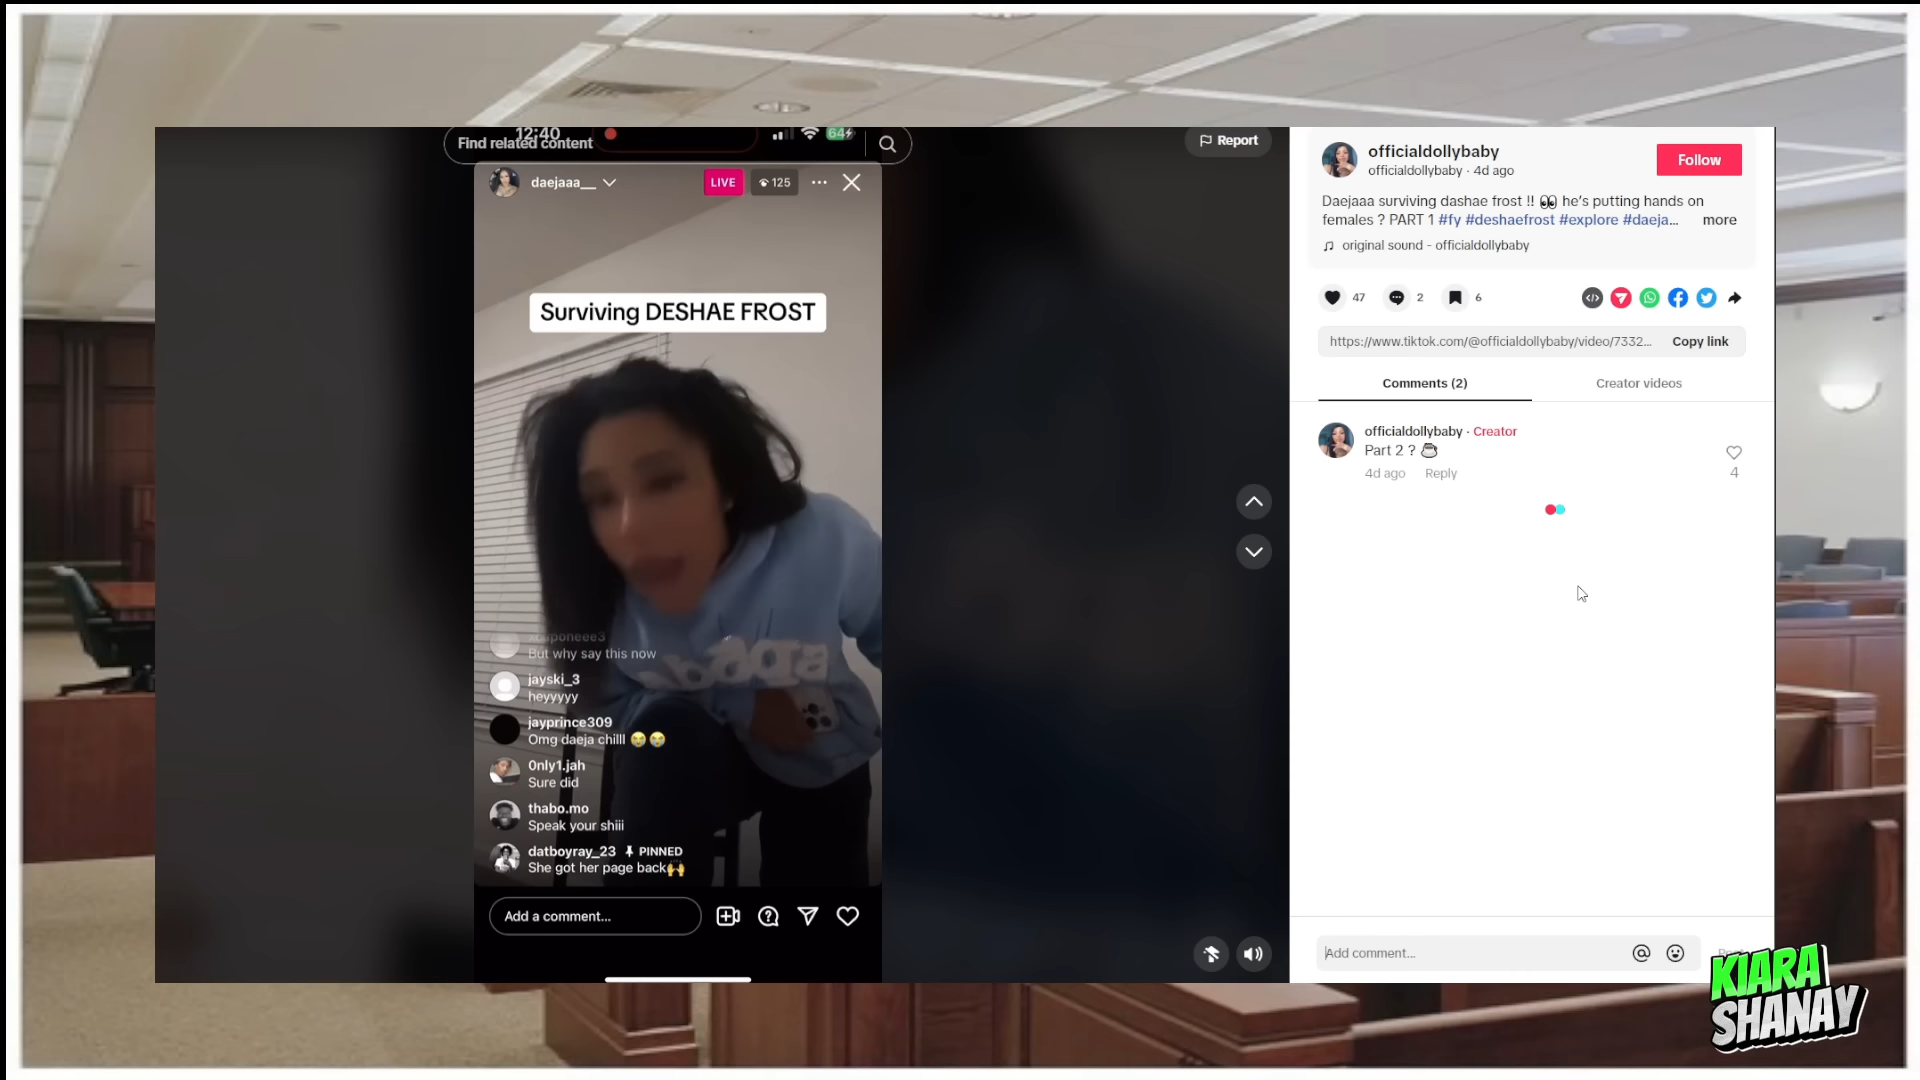 12:40
64
Find related content
Report
daejaaa__
LIVE
125
Surviving DESHAE FROST
But why say this now
jayski_3
heyyyyy
jayprince309
Omg daeja chilll 😭😭
0nly1.jah
Sure did
thabo.mo
Speak your shiii
datboyray_23 PINNED
She got her page back🙌
Add a comment...
officialdollybaby
officialdollybaby · 4d ago
Follow
Daejaaa surviving dashae frost !! 👀 he's putting hands on
females ? PART 1 #fy #deshaefrost #explore #daeja... more
original sound - officialdollybaby
47
2
6
https://www.tiktok.com/@officialdollybaby/video/7332...
Copy link
Comments (2)
Creator videos
officialdollybaby · Creator
Part 2 ? ☕
4d ago Reply
4
Add comment...
KIARA
SHANAY